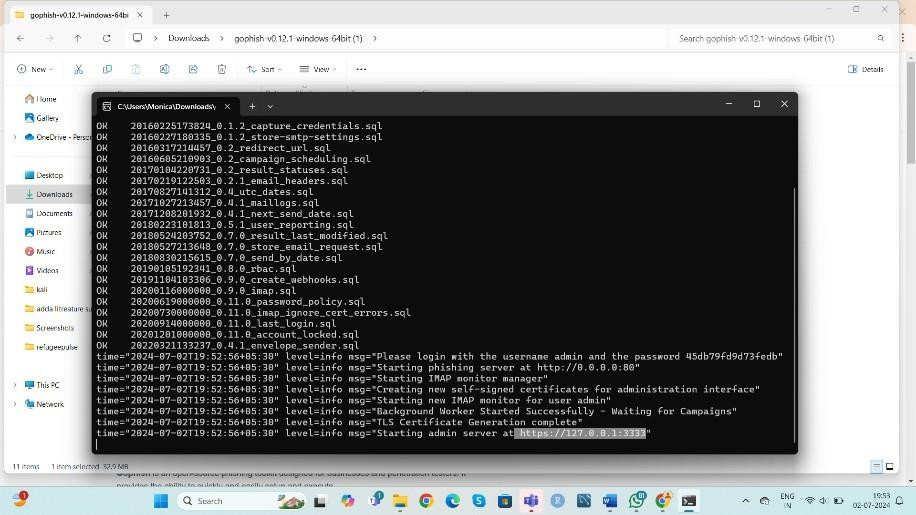 gophish-v0.12.1-windows-64bi
Downloads
gophish-v0.12.1-windows-64bit (1)
Search gophish-v0.12.1-windows-64bit (1)
New
Sort
View
Details
Home
Gallery
OneDrive - Perso
Desktop
Downloads
Documents
Pictures
Music
Videos
kali
adda litreature su
Screenshots
refugeepulse
This PC
Network
C:\Users\Monica\Downloads\
OK 20160225173824_0.1.2_capture_credentials.sql
OK 20160227180335_0.1.2_store-smtp-settings.sql
OK 20160317214457_0.2_redirect_url.sql
OK 20160605210903_0.2_campaign_scheduling.sql
OK 20170104220731_0.2_result_statuses.sql
OK 20170219122503_0.2.1_email_headers.sql
OK 20170827141312_0.4_utc_dates.sql
OK 20171027213457_0.4.1_maillogs.sql
OK 20171208201932_0.4.1_next_send_date.sql
OK 20180223101813_0.5.1_user_reporting.sql
OK 20180524203752_0.7.0_result_last_modified.sql
OK 20180527213648_0.7.0_store_email_request.sql
OK 20180830215615_0.7.0_send_by_date.sql
OK 20190105192341_0.8.0_rbac.sql
OK 20191104103306_0.9.0_create_webhooks.sql
OK 20200116000000_0.9.0_imap.sql
OK 20200619000000_0.11.0_password_policy.sql
OK 20200730000000_0.11.0_imap_ignore_cert_errors.sql
OK 20200914000000_0.11.0_last_login.sql
OK 20201201000000_0.11.0_account_locked.sql
OK 20220321133237_0.4.1_envelope_sender.sql
time="2024-07-02T19:52:56+05:30" level=info msg="Please login with the username admin and the password 45db79fd9d73fedb"
time="2024-07-02T19:52:56+05:30" level=info msg="Starting phishing server at http://0.0.0.0:80"
time="2024-07-02T19:52:56+05:30" level=info msg="Starting IMAP monitor manager"
time="2024-07-02T19:52:56+05:30" level=info msg="Creating new self-signed certificates for administration interface"
time="2024-07-02T19:52:56+05:30" level=info msg="Starting new IMAP monitor for user admin"
time="2024-07-02T19:52:56+05:30" level=info msg="Background Worker Started Successfully - Waiting for Campaigns"
time="2024-07-02T19:52:56+05:30" level=info msg="TLS Certificate Generation complete"
time="2024-07-02T19:52:56+05:30" level=info msg="Starting admin server at https://127.0.0.1:3333"
11 items 1 item selected 32.9 MB
Gophish is an open-source phishing toolkit designed for businesses and penetration testers. It
provides the ability to quickly and easily setup and execute
Search
ENG
IN
19:53
02-07-2024